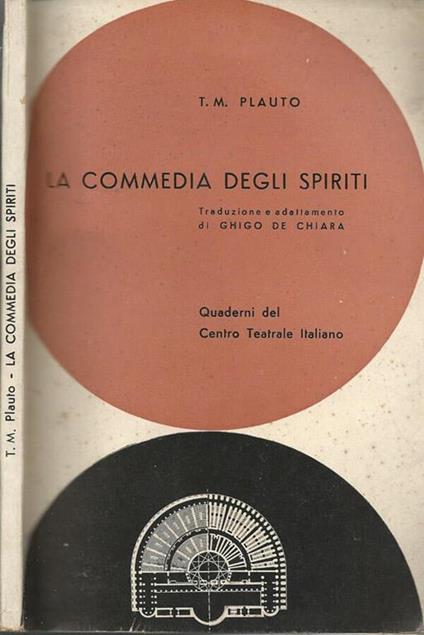 T. M. Plauto - LA COMMEDIA DEGLI SPIRITI
T. M. PLAUTO
LA COMMEDIA DEGLI SPIRITI
Traduzione e adattamento
di GHIGO DE CHIARA
Quaderni del
Centro Teatrale Italiano